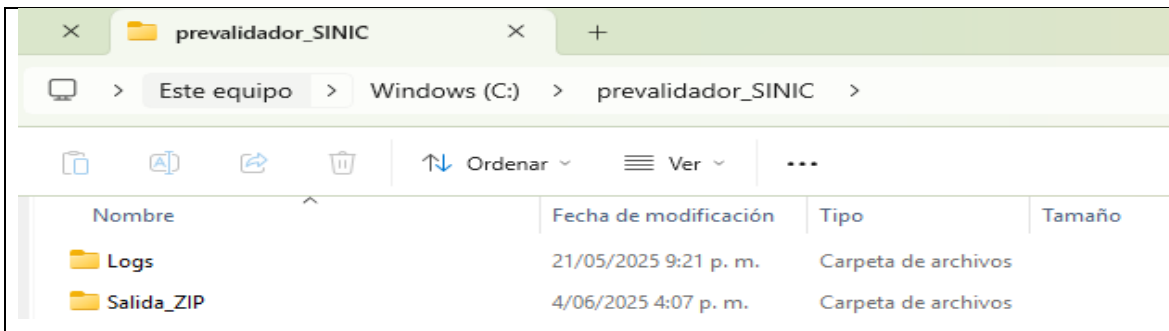 prevalidador_SINIC
Este equipo > Windows (C:) > prevalidador_SINIC >
Ordenar Ver ...
Nombre Fecha de modificación Tipo Tamaño
Logs 21/05/2025 9:21 p. m. Carpeta de archivos
Salida_ZIP 4/06/2025 4:07 p. m. Carpeta de archivos